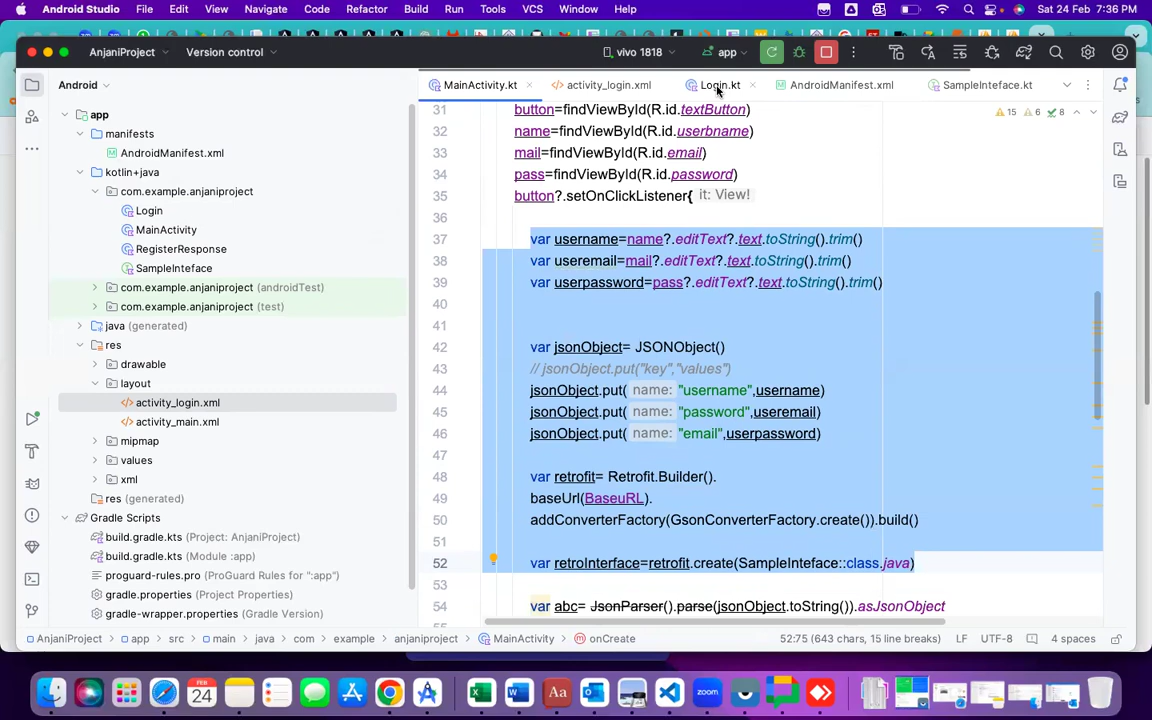 Android Studio File Edit View Navigate Code Refactor Build Run Tools VCS Window Help Sat 24 Feb 7:36 PM
AnjaniProject Version control vivo 1818 app
Android
MainActivity.kt activity_login.xml Login.kt AndroidManifest.xml SampleInteface.kt
app
manifests
AndroidManifest.xml
kotlin+java
com.example.anjaniproject
Login
MainActivity
RegisterResponse
SampleInteface
com.example.anjaniproject (androidTest)
com.example.anjaniproject (test)
java (generated)
res
drawable
layout
activity_login.xml
activity_main.xml
mipmap
values
xml
res (generated)
Gradle Scripts
build.gradle.kts (Project: AnjaniProject)
build.gradle.kts (Module :app)
proguard-rules.pro (ProGuard Rules for ":app")
gradle.properties (Project Properties)
gradle-wrapper.properties (Gradle Version)
15 6 8
31 button=findViewById(R.id.textButton)
32 name=findViewById(R.id.userbname)
33 mail=findViewById(R.id.email)
34 pass=findViewById(R.id.password)
35 button?.setOnClickListener{ it: View!
36
37 var username=name?.editText?.text.toString().trim()
38 var useremail=mail?.editText?.text.toString().trim()
39 var userpassword=pass?.editText?.text.toString().trim()
40
41
42 var jsonObject= JSONObject()
43 // jsonObject.put("key","values")
44 jsonObject.put( name: "username",username)
45 jsonObject.put( name: "password",useremail)
46 jsonObject.put( name: "email",userpassword)
47
48 var retrofit= Retrofit.Builder().
49 baseUrl(BaseuRL).
50 addConverterFactory(GsonConverterFactory.create()).build()
51
52 var retroInterface=retrofit.create(SampleInteface::class.java)
53
54 var abc= JsonParser().parse(jsonObject.toString()).asJsonObject
AnjaniProject app src main java com example anjaniproject MainActivity onCreate 52:75 (643 chars, 15 line breaks) LF UTF-8 4 spaces
FEB
24
Aa
zoom